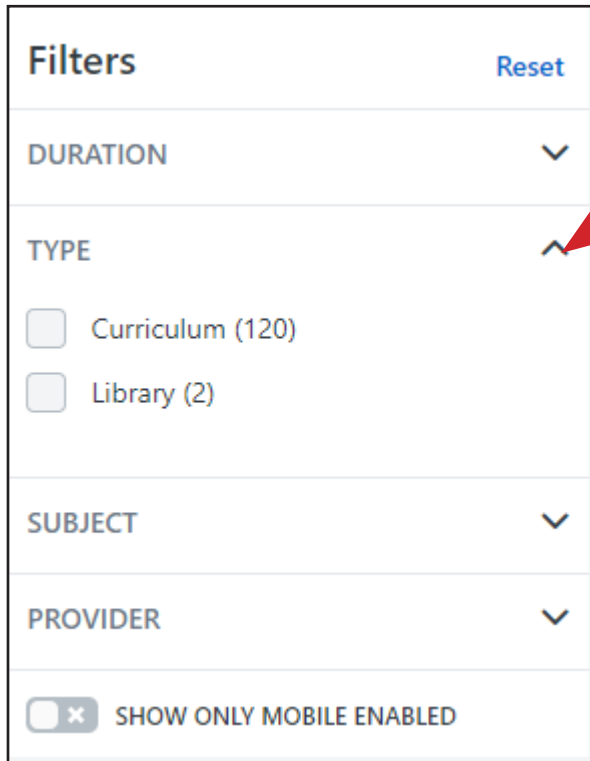 Filters
Reset
DURATION
TYPE
Curriculum (120)
Library (2)
SUBJECT
PROVIDER
SHOW ONLY MOBILE ENABLED